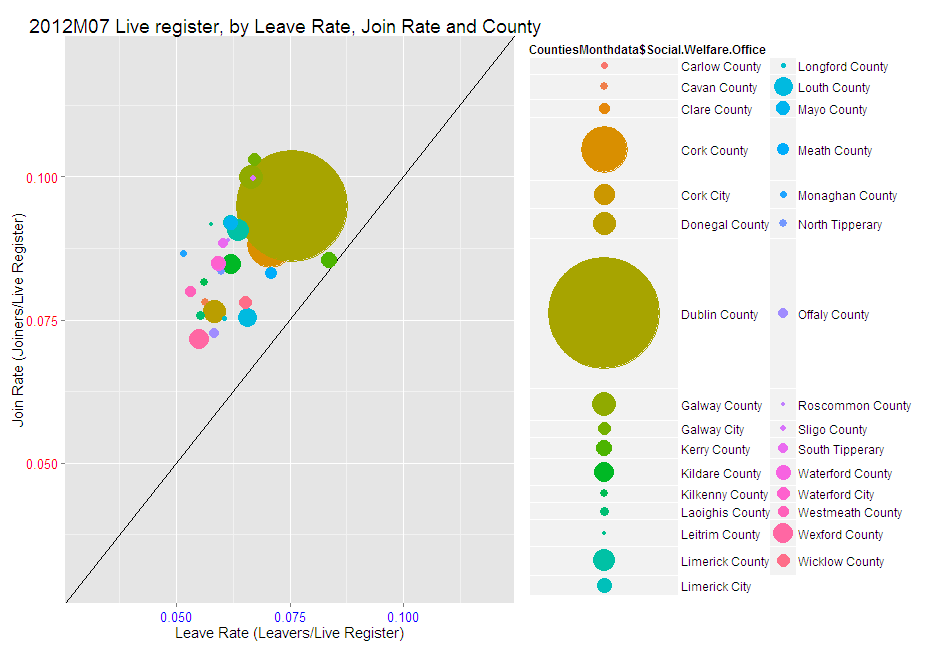 2012M07 Live register, by Leave Rate, Join Rate and County
Join Rate (Joiners/Live Register)
0.100
0.075
0.050
0.050
0.075
0.100
Leave Rate (Leavers/Live Register)
CountiesMonthdata$Social.Welfare.Office
Carlow County
Cavan County
Clare County
Cork County
Cork City
Donegal County
Dublin County
Galway County
Galway City
Kerry County
Kildare County
Kilkenny County
Laoighis County
Leitrim County
Limerick County
Limerick City
Longford County
Louth County
Mayo County
Meath County
Monaghan County
North Tipperary
Offaly County
Roscommon County
Sligo County
South Tipperary
Waterford County
Waterford City
Westmeath County
Wexford County
Wicklow County